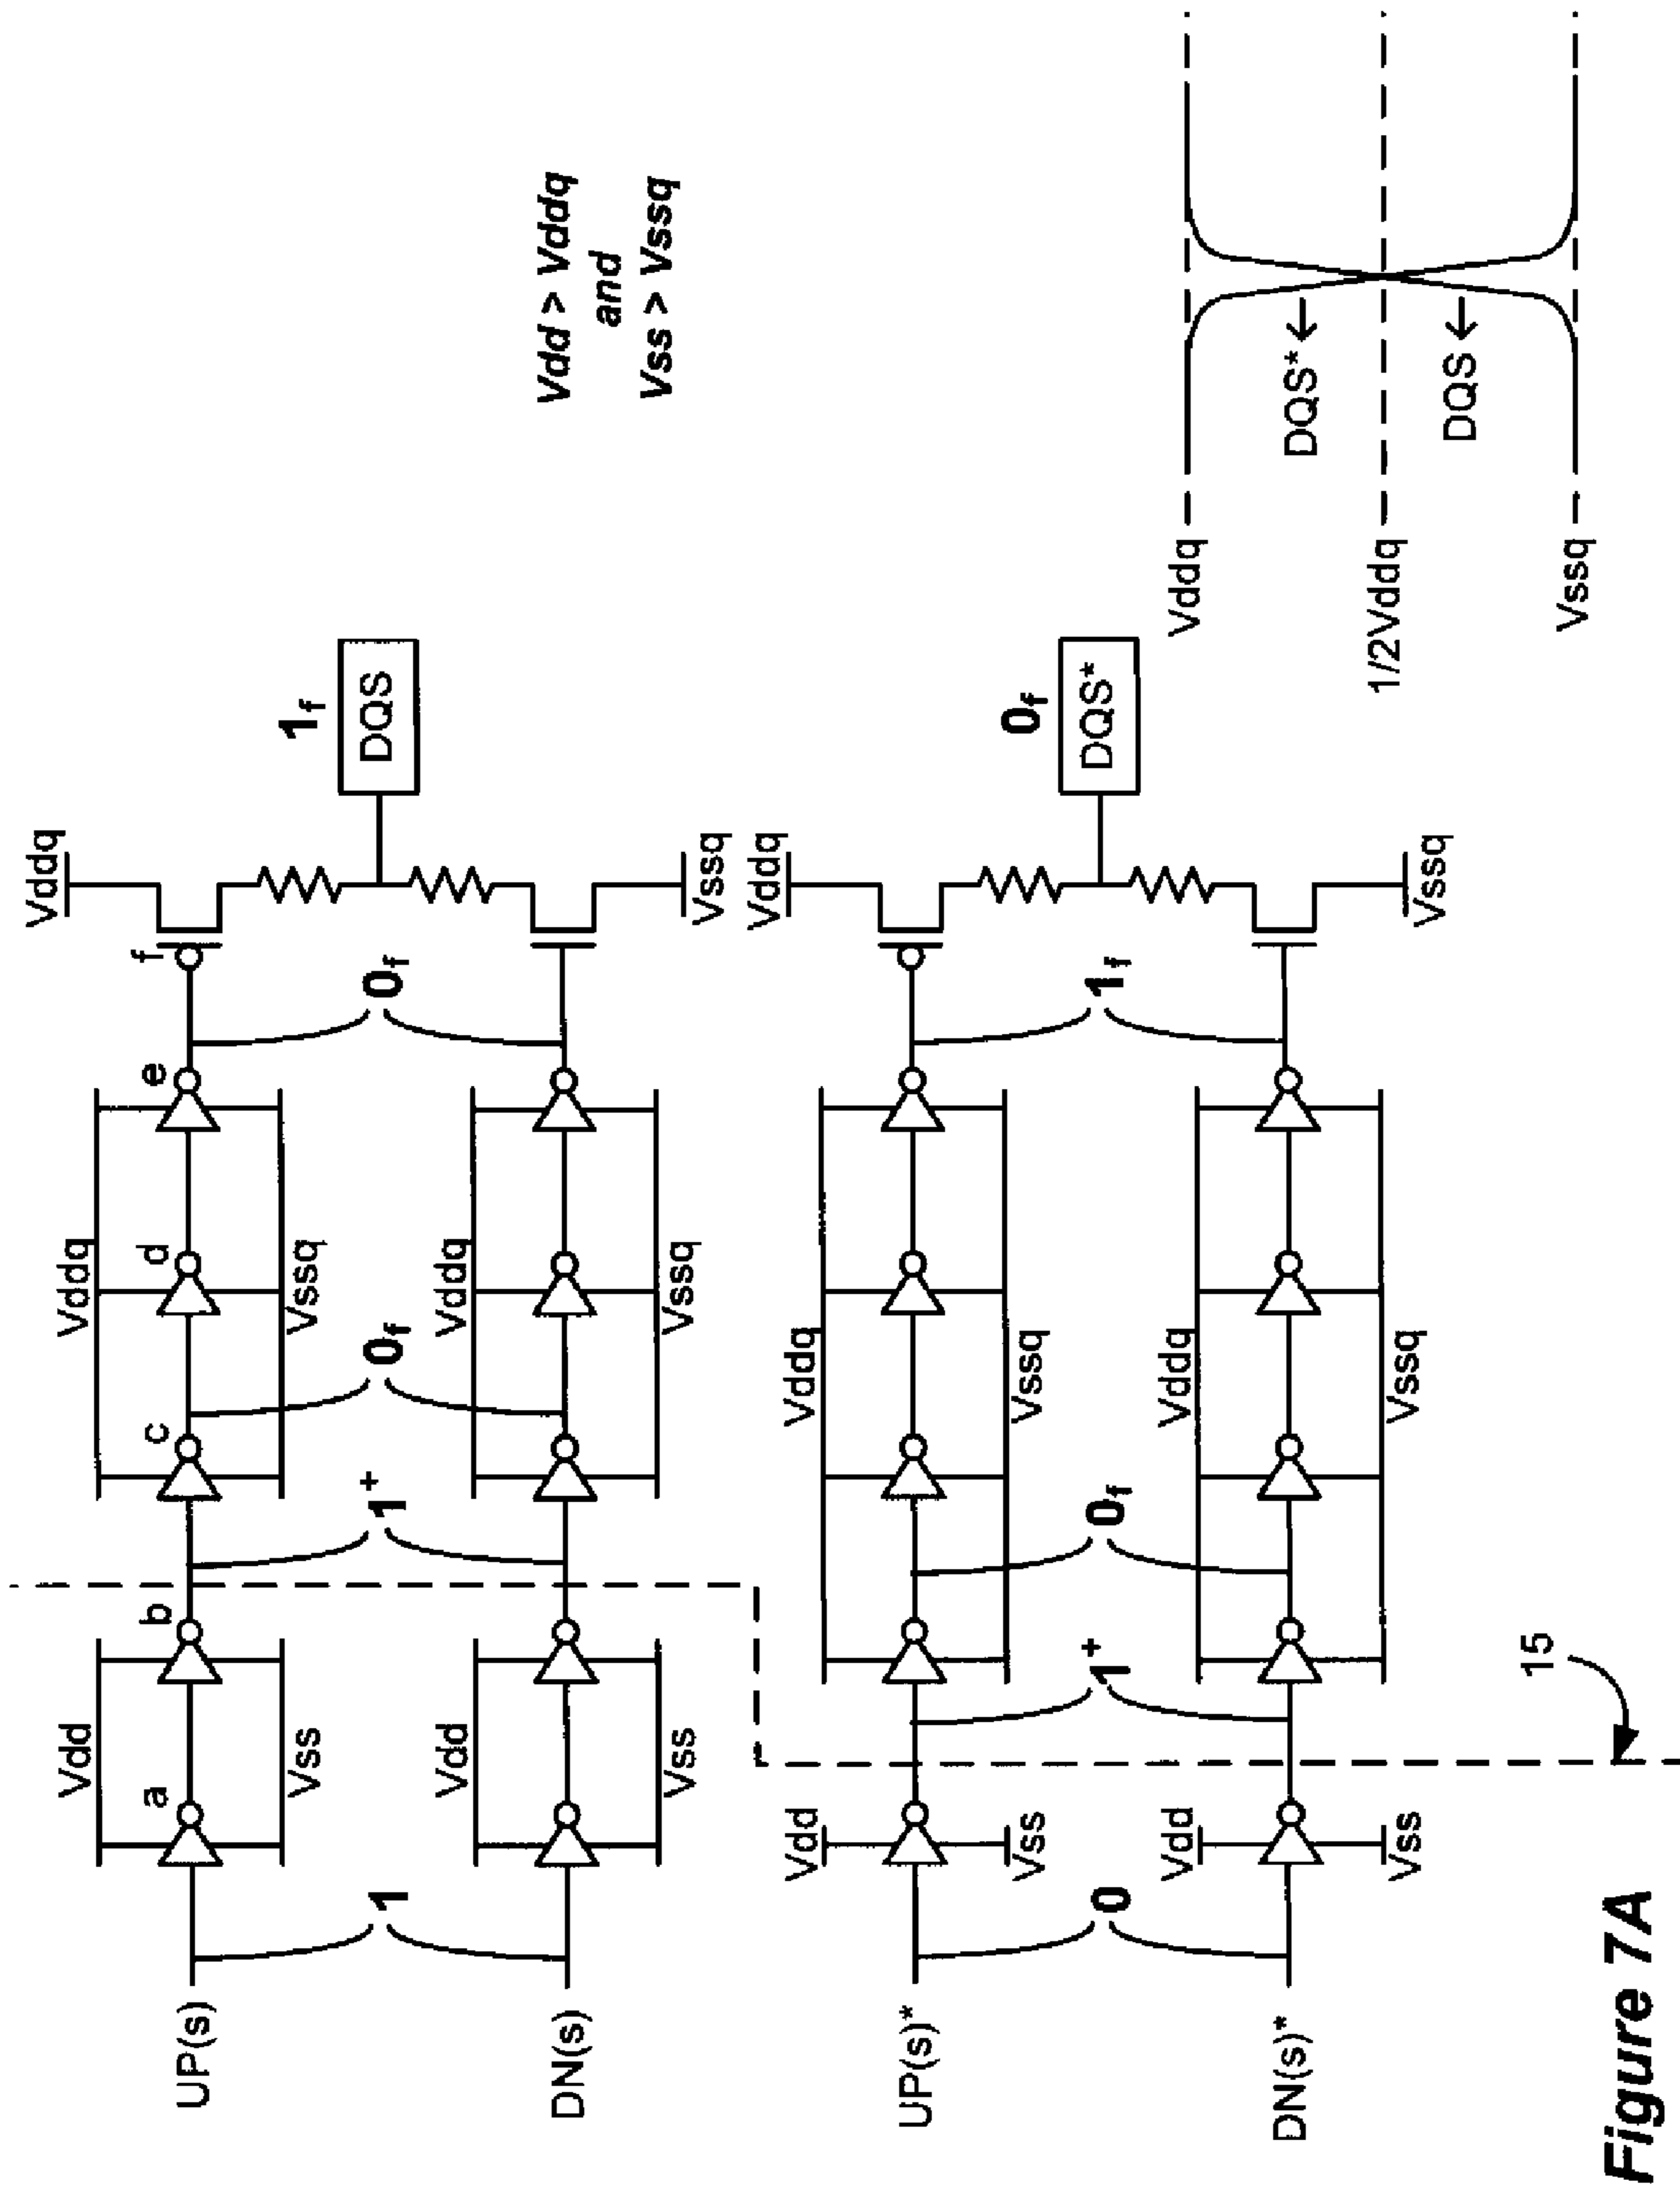 UP(s)
1
a
Vdd
Vss
b
1+
c
0f
Vddq
d
Vssq
e
0f
f
Vddq
1f
DQS
Vssq
DN(s)
Vdd
Vss
Vddq
Vssq
Vdd > Vddq
and
Vss > Vssq
UP(s)*
0
Vdd
Vss
1+
0f
Vddq
Vssq
1f
Vddq
0f
DQS*
Vssq
DN(s)*
Vdd
Vss
Vddq
Vssq
15
Vddq
DQS*
1/2Vddq
DQS
Vssq
Figure 7A